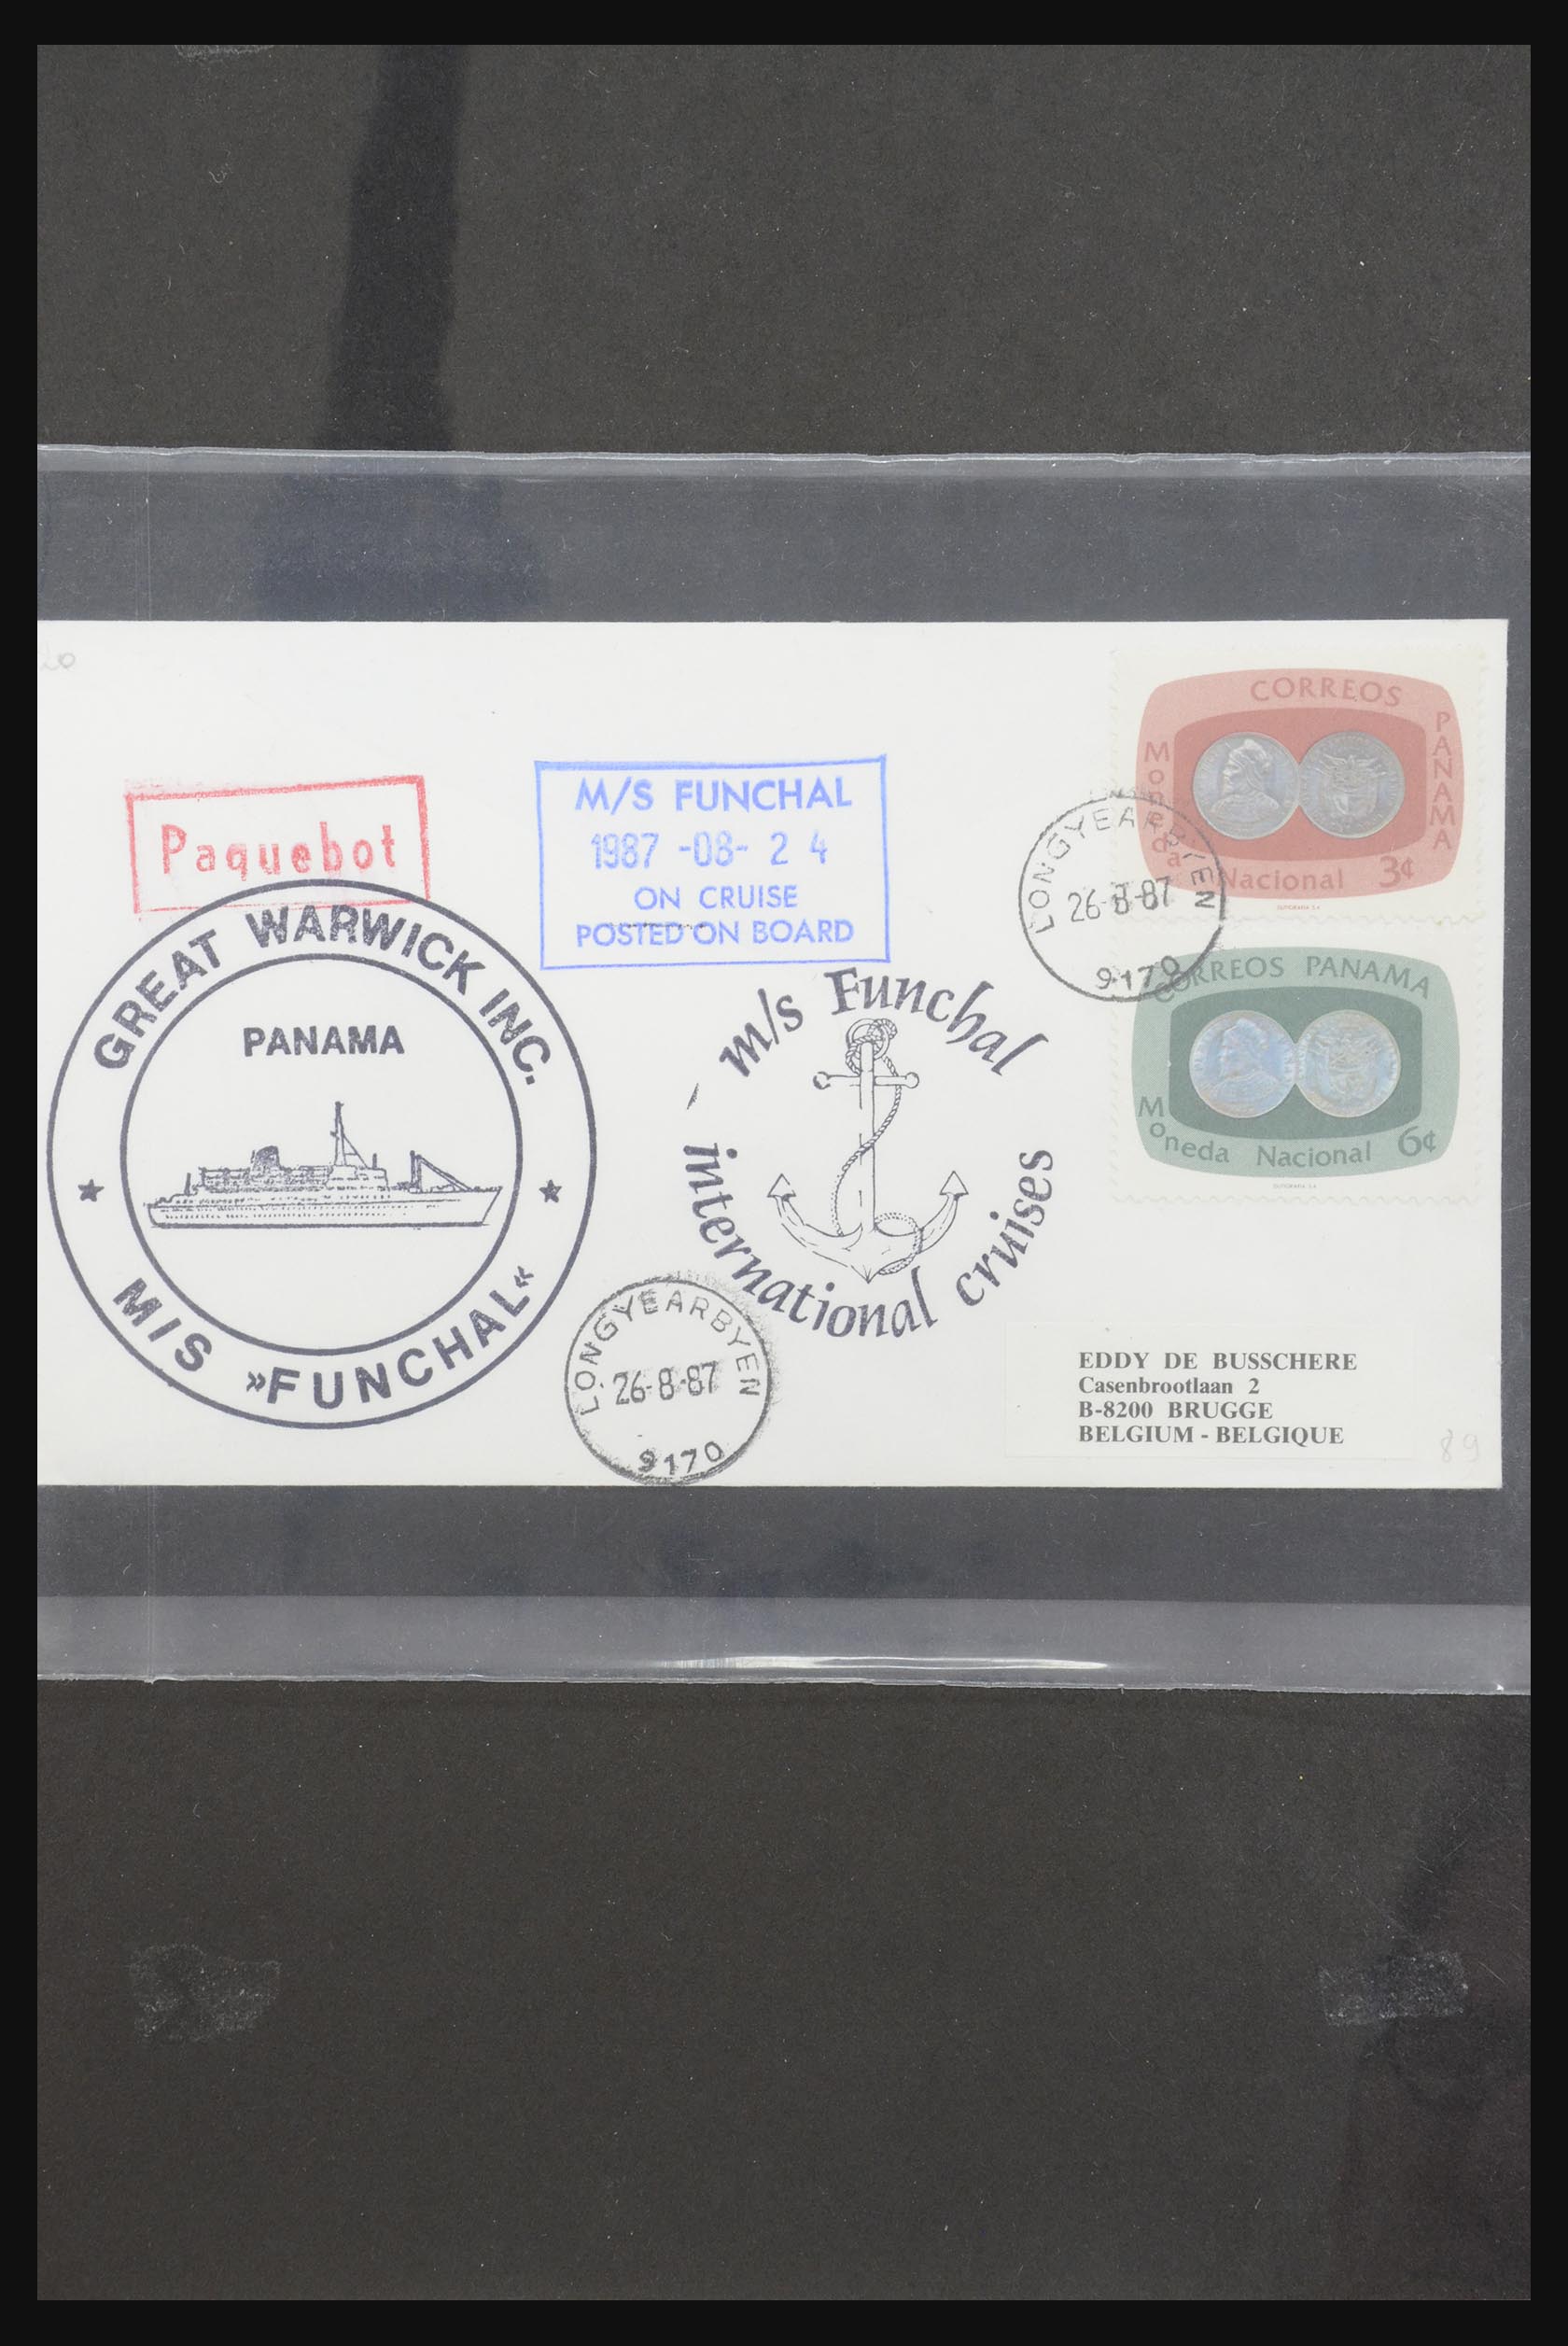 20
CORREOS
PANAMA
Moneda
Nacional 3¢
Paquebot
M/S FUNCHAL
1987 -08- 2 4
ON CRUISE
POSTED ON BOARD
LONGYEARBYEN
26-8-87
9170
CORREOS PANAMA
Moneda Nacional 6¢
GREAT WARWICK INC.
PANAMA
M/S »FUNCHAL«
m/s Funchal
international cruises
LONGYEARBYEN
26-8-87
9170
EDDY DE BUSSCHERE
Casenbrootlaan 2
B-8200 BRUGGE
BELGIUM - BELGIQUE
89